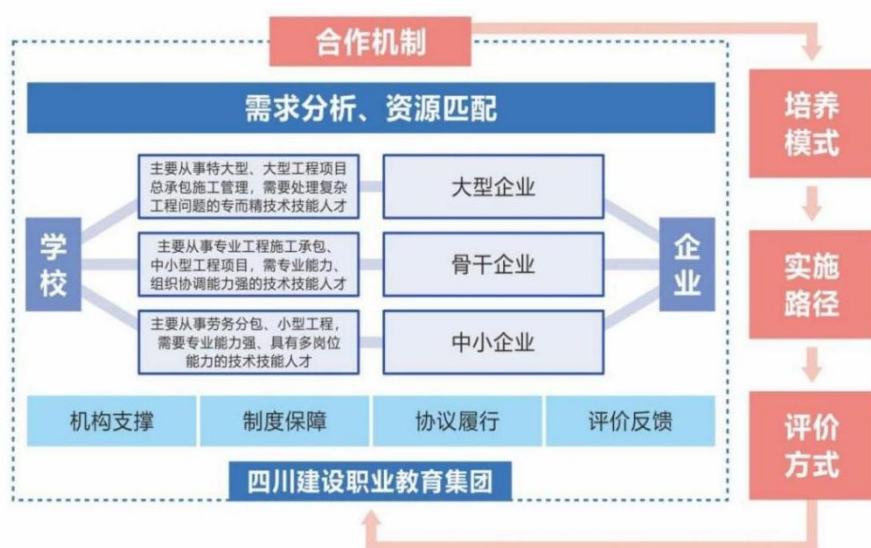 合作机制
需求分析、资源匹配
学
校
主要从事特大型、大型工程项目
总承包施工管理，需要处理复杂
工程问题的专而精技术技能人才
大型企业
主要从事专业工程施工承包、
中小型工程项目，需专业能力、
组织协调能力强的技术技能人才
骨干企业
主要从事劳务分包、小型工程，
需要专业能力强、具有多岗位
能力的技术技能人才
中小企业
企
业
机构支撑
制度保障
协议履行
评价反馈
四川建设职业教育集团
培养
模式
实施
路径
评价
方式